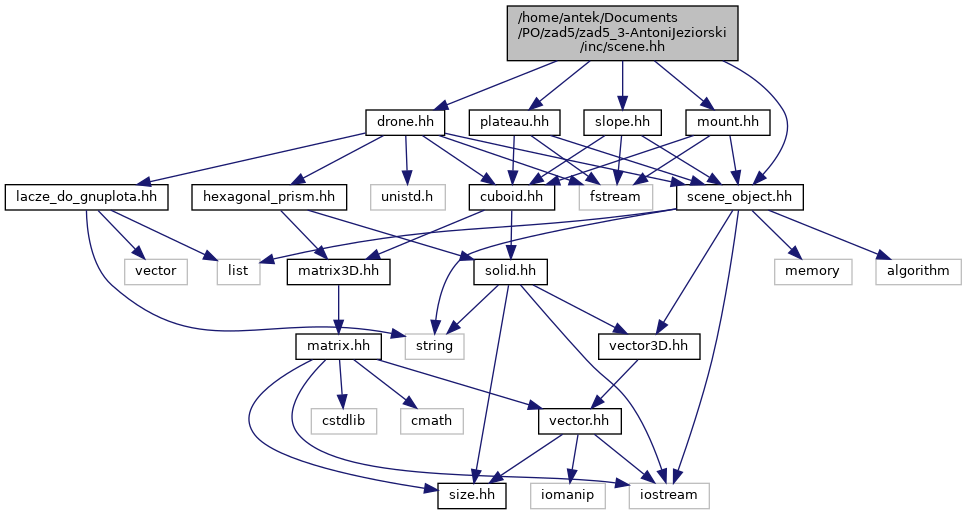 /home/antek/Documents
/PO/zad5/zad5_3-AntoniJeziorski
/inc/scene.hh
drone.hh
plateau.hh
slope.hh
mount.hh
lacze_do_gnuplota.hh
hexagonal_prism.hh
unistd.h
cuboid.hh
fstream
scene_object.hh
vector
list
matrix3D.hh
solid.hh
memory
algorithm
matrix.hh
string
vector3D.hh
cstdlib
cmath
vector.hh
size.hh
iomanip
iostream